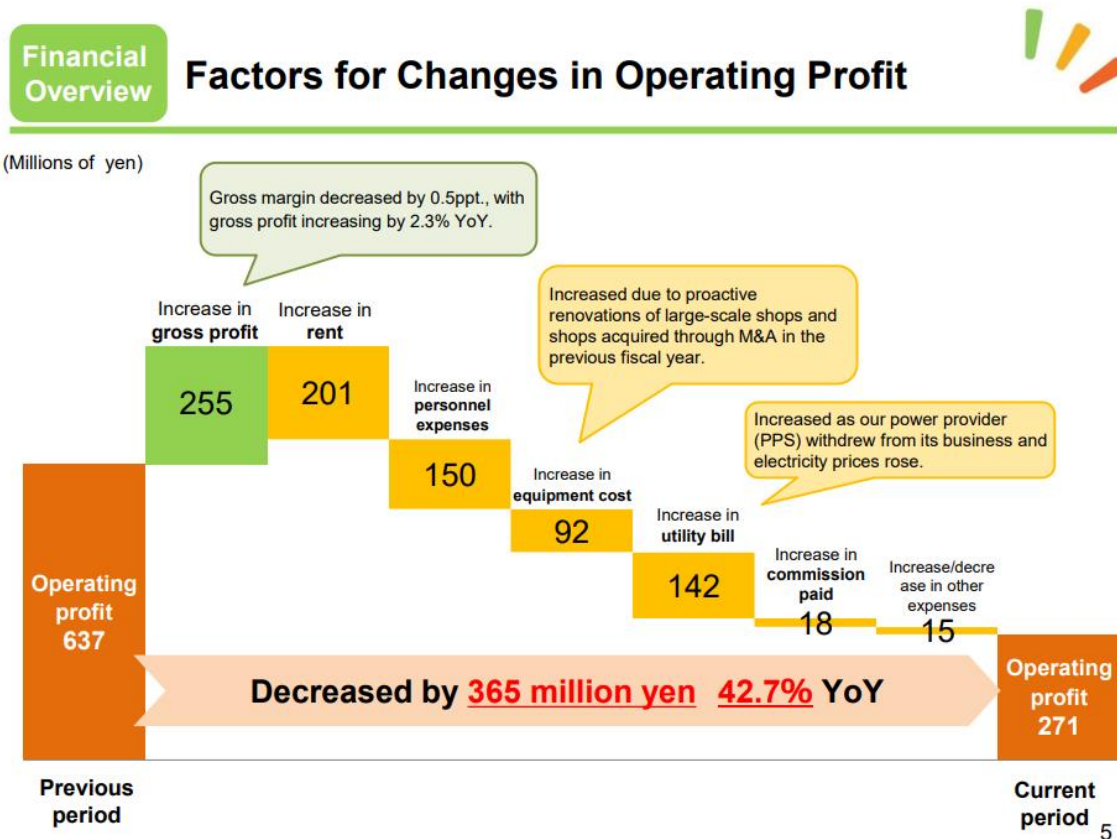 Financial
Overview
Factors for Changes in Operating Profit
(Millions of yen)
Gross margin decreased by 0.5ppt., with
gross profit increasing by 2.3% YoY.
Increase in
gross profit
255
Increase in
rent
201
Increase in
personnel
expenses
150
Increased due to proactive
renovations of large-scale shops and
shops acquired through M&A in the
previous fiscal year.
Increase in
equipment cost
92
Increased as our power provider
(PPS) withdrew from its business and
electricity prices rose.
Increase in
utility bill
142
Increase in
commission
paid
18
Increase/decre
ase in other
expenses
15
Operating
profit
637
Decreased by 365 million yen 42.7% YoY
Operating
profit
271
Previous
period
Current
period
5